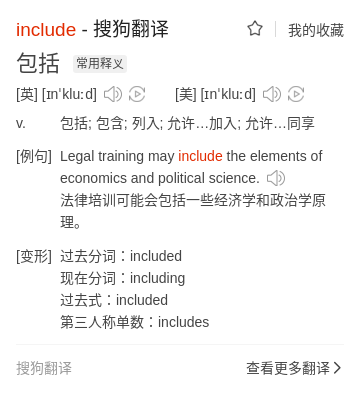 include - 搜狗翻译 我的收藏
包括 常用释义
[英] [ɪnˈkluːd] [美] [ɪnˈkluːd]
v. 包括; 包含; 列入; 允许…加入; 允许…同享
[例句] Legal training may include the elements of
economics and political science.
法律培训可能会包括一些经济学和政治学原
理。
[变形] 过去分词：included
现在分词：including
过去式：included
第三人称单数：includes
搜狗翻译 查看更多翻译